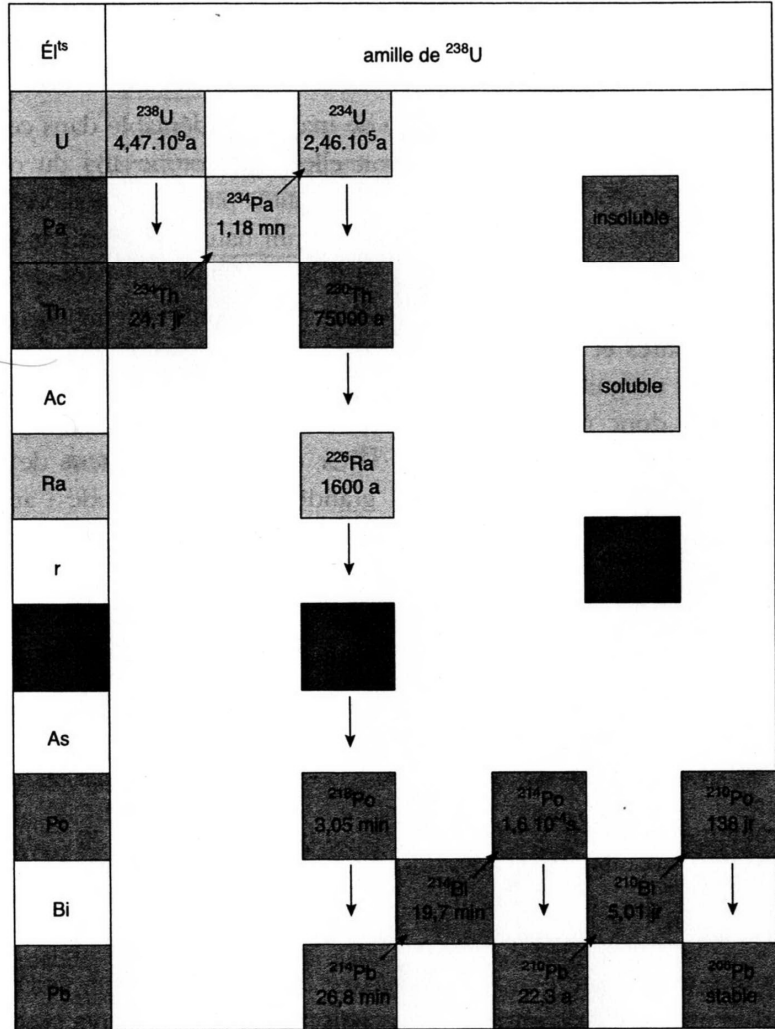 Élᵗˢ
amille de ²³⁸U
U
²³⁸U
4,47.10⁹a
²³⁴U
2,46.10⁵a
Pa
²³⁴Pa
1,18 mn
insoluble
Th
²³⁴Th
24,1 jr
²³⁰Th
75000 a
Ac
soluble
Ra
²²⁶Ra
1600 a
r
As
Po
²¹⁸Po
3,05 min
²¹⁴Po
1,6 10⁻⁴s
²¹⁰Po
138 jr
Bi
²¹⁴Bi
19,7 min
²¹⁰Bi
5,01 jr
Pb
²¹⁴Pb
26,8 min
²¹⁰Pb
22,3 a
²⁰⁶Pb
stable